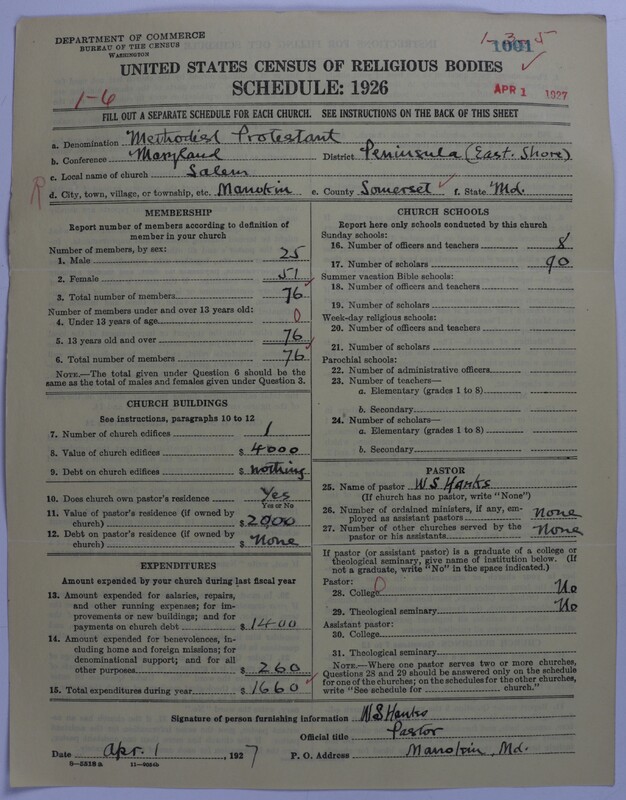 DEPARTMENT OF COMMERCE
BUREAU OF THE CENSUS
WASHINGTON
1-3-5
1001
UNITED STATES CENSUS OF RELIGIOUS BODIES
SCHEDULE: 1926
1-6
APR 1 1927
FILL OUT A SEPARATE SCHEDULE FOR EACH CHURCH. SEE INSTRUCTIONS ON THE BACK OF THIS SHEET
a. Denomination Methodist Protestant
b. Conference Maryland District Peninsula (East. Shore)
c. Local name of church Salem
R d. City, town, village, or township, etc. Manokin e. County Somerset f. State Md.
MEMBERSHIP
Report number of members according to definition of
member in your church
Number of members, by sex:
1. Male 25
2. Female 51
3. Total number of members 76
Number of members under and over 13 years old:
4. Under 13 years of age 0
5. 13 years old and over 76
6. Total number of members 76
NOTE.—The total given under Question 6 should be
same as the total of males and females given under Question 3.
CHURCH BUILDINGS
See instructions, paragraphs 10 to 12
7. Number of church edifices 1
8. Value of church edifices $ 4000
9. Debt on church edifices $ nothing
10. Does church own pastor's residence Yes
Yes or No
11. Value of pastor's residence (if owned by
church) $ 2000
12. Debt on pastor's residence (if owned by
church) $ None
EXPENDITURES
Amount expended by your church during last fiscal year
13. Amount expended for salaries, repairs,
and other running expenses; for im-
provements or new buildings; and for
payments on church debt $ 1400
14. Amount expended for benevolences, in-
cluding home and foreign missions; for
denominational support; and for all
other purposes $ 260
15. Total expenditures during year $ 1660
CHURCH SCHOOLS
Report here only schools conducted by this church
Sunday schools:
16. Number of officers and teachers 8
17. Number of scholars 90
Summer vacation Bible schools:
18. Number of officers and teachers
19. Number of scholars
Week-day religious schools:
20. Number of officers and teachers
21. Number of scholars
Parochial schools:
22. Number of administrative officers
23. Number of teachers—
a. Elementary (grades 1 to 8)
b. Secondary
24. Number of scholars—
a. Elementary (grades 1 to 8)
b. Secondary
PASTOR
25. Name of pastor W S Hanks
(If church has no pastor, write "None")
26. Number of ordained ministers, if any, em-
ployed as assistant pastors None
27. Number of other churches served by the
pastor or his assistants None
If pastor (or assistant pastor) is a graduate of a college or
theological seminary, give name of institution below. (If
not a graduate, write "No" in the space indicated.)
Pastor:
28. College 0 No
29. Theological seminary No
Assistant pastor:
30. College
31. Theological seminary
NOTE.—Where one pastor serves two or more churches,
Questions 28 and 29 should be answered only on the schedule
for one of the churches; on the schedules for the other churches,
write "See schedule for church."
Signature of person furnishing information W S Hanks
Official title Pastor
Date Apr. 1, 1927 P. O. Address Manokin, Md.